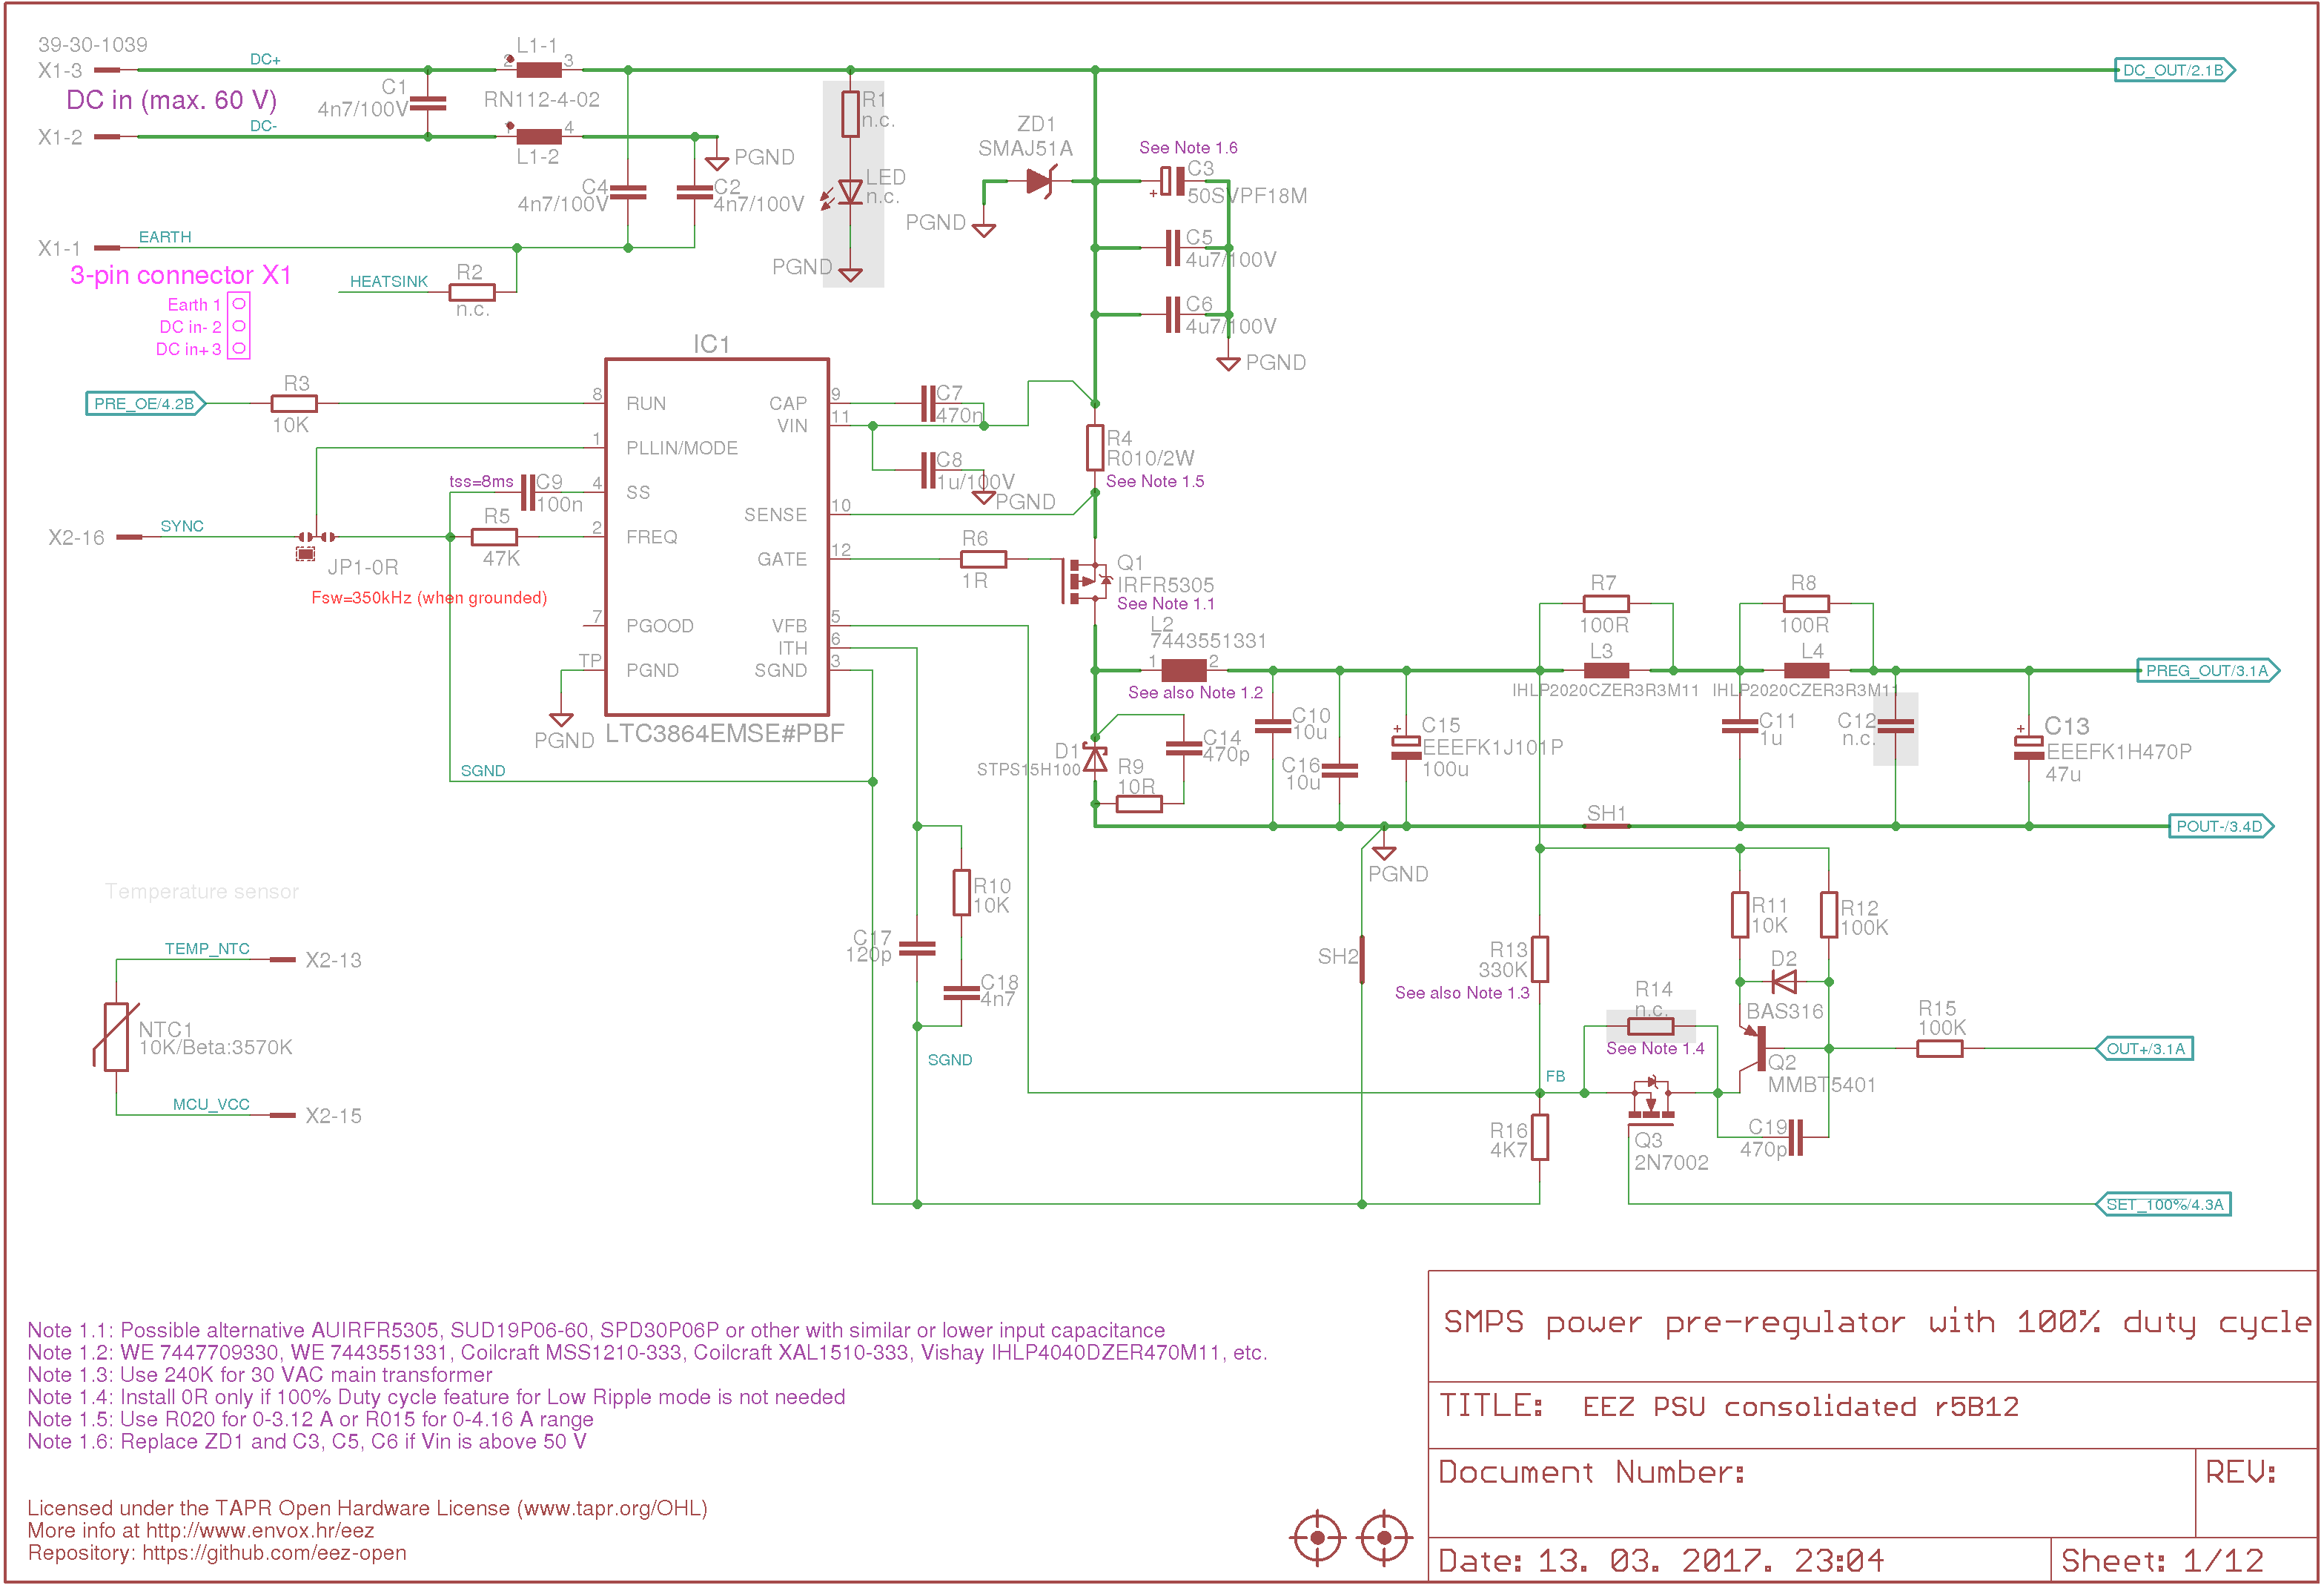 39-30-1039
X1-3
DC+
2
L1-1
3
DC_OUT/2.1B
DC in (max. 60 V)
C1
4n7/100V
RN112-4-02
R1
n.c.
X1-2
DC-
1
4
L1-2
PGND
ZD1
SMAJ51A
See Note 1.6
C3
50SVPF18M
C4
4n7/100V
C2
4n7/100V
LED
n.c.
PGND
X1-1
EARTH
C5
4u7/100V
3-pin connector X1
HEATSINK
R2
n.c.
PGND
Earth 1
DC in- 2
DC in+ 3
C6
4u7/100V
PGND
IC1
PRE_OE/4.2B
R3
10K
8
RUN
CAP
9
C7
470n
VIN
11
1
PLLIN/MODE
R4
R010/2W
See Note 1.5
C8
1u/100V
PGND
tss=8ms
C9
100n
4
SS
SENSE
10
X2-16
SYNC
R5
47K
2
FREQ
JP1-0R
GATE
12
R6
1R
Q1
IRFR5305
See Note 1.1
Fsw=350kHz (when grounded)
7
PGOOD
VFB
5
ITH
6
TP
PGND
SGND
3
PGND
LTC3864EMSE#PBF
L2
7443551331
1
2
See also Note 1.2
R7
100R
L3
IHLP2020CZER3R3M11
R8
100R
L4
IHLP2020CZER3R3M11
PREG_OUT/3.1A
C10
10u
C15
EEEFK1J101P
100u
C11
1u
C12
n.c.
C13
EEEFK1H470P
47u
C14
470p
D1
STPS15H100
R9
10R
C16
10u
SGND
SH1
POUT-/3.4D
PGND
Temperature sensor
TEMP_NTC
X2-13
NTC1
10K/Beta:3570K
MCU_VCC
X2-15
R10
10K
C17
120p
C18
4n7
SGND
SH2
R13
330K
See also Note 1.3
R11
10K
R12
100K
D2
BAS316
R14
n.c.
See Note 1.4
R15
100K
OUT+/3.1A
Q2
MMBT5401
FB
R16
4K7
Q3
2N7002
C19
470p
SET_100%/4.3A
Note 1.1: Possible alternative AUIRFR5305, SUD19P06-60, SPD30P06P or other with similar or lower input capacitance
Note 1.2: WE 7447709330, WE 7443551331, Coilcraft MSS1210-333, Coilcraft XAL1510-333, Vishay IHLP4040DZER470M11, etc.
Note 1.3: Use 240K for 30 VAC main transformer
Note 1.4: Install 0R only if 100% Duty cycle feature for Low Ripple mode is not needed
Note 1.5: Use R020 for 0-3.12 A or R015 for 0-4.16 A range
Note 1.6: Replace ZD1 and C3, C5, C6 if Vin is above 50 V
Licensed under the TAPR Open Hardware License (www.tapr.org/OHL)
More info at http://www.envox.hr/eez
Repository: https://github.com/eez-open
SMPS power pre-regulator with 100% duty cycle
TITLE: EEZ PSU consolidated r5B12
Document Number:
REV:
Date: 13. 03. 2017. 23:04
Sheet: 1/12